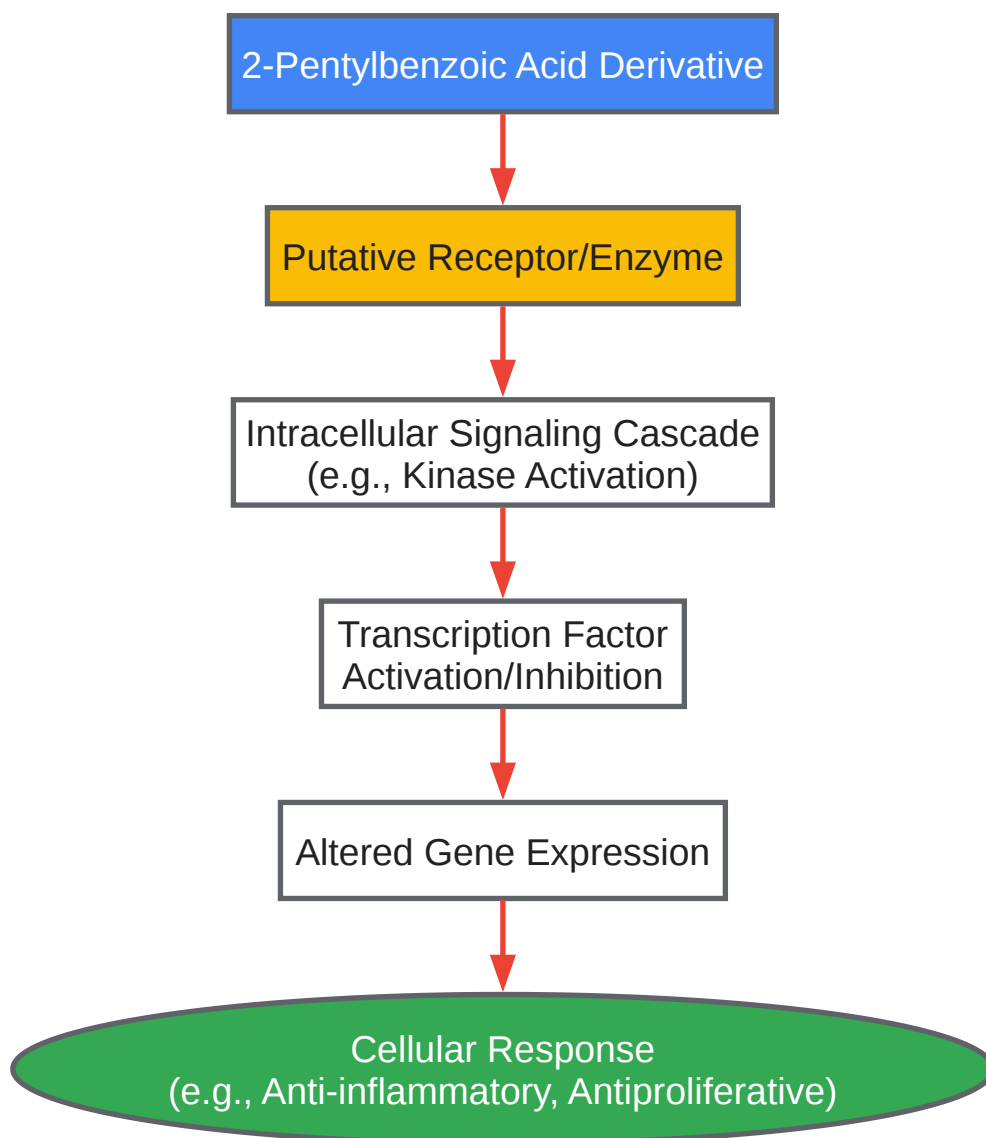 2-Pentylbenzoic Acid Derivative
Putative Receptor/Enzyme
Intracellular Signaling Cascade
(e.g., Kinase Activation)
Transcription Factor
Activation/Inhibition
Altered Gene Expression
Cellular Response
(e.g., Anti-inflammatory, Antiproliferative)